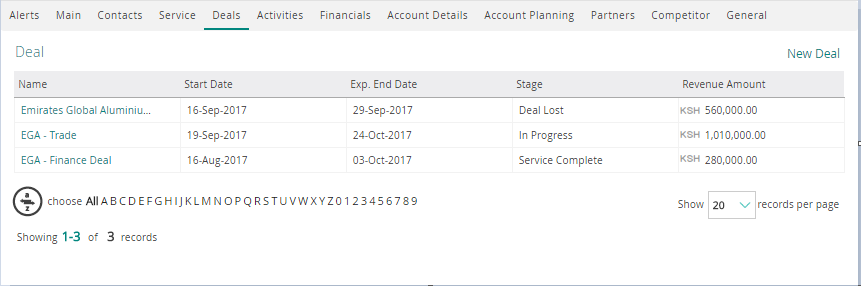 Alerts Main Contacts Service Deals Activities Financials Account Details Account Planning Partners Competitor General
Deal
New Deal
Name Start Date Exp. End Date Stage Revenue Amount
Emirates Global Aluminiu... 16-Sep-2017 29-Sep-2017 Deal Lost KSH 560,000.00
EGA - Trade 19-Sep-2017 24-Oct-2017 In Progress KSH 1,010,000.00
EGA - Finance Deal 16-Aug-2017 03-Oct-2017 Service Complete KSH 280,000.00
a z choose All A B C D E F G H I J K L M N O P Q R S T U V W X Y Z 0 1 2 3 4 5 6 7 8 9
Show 20 records per page
Showing 1-3 of 3 records